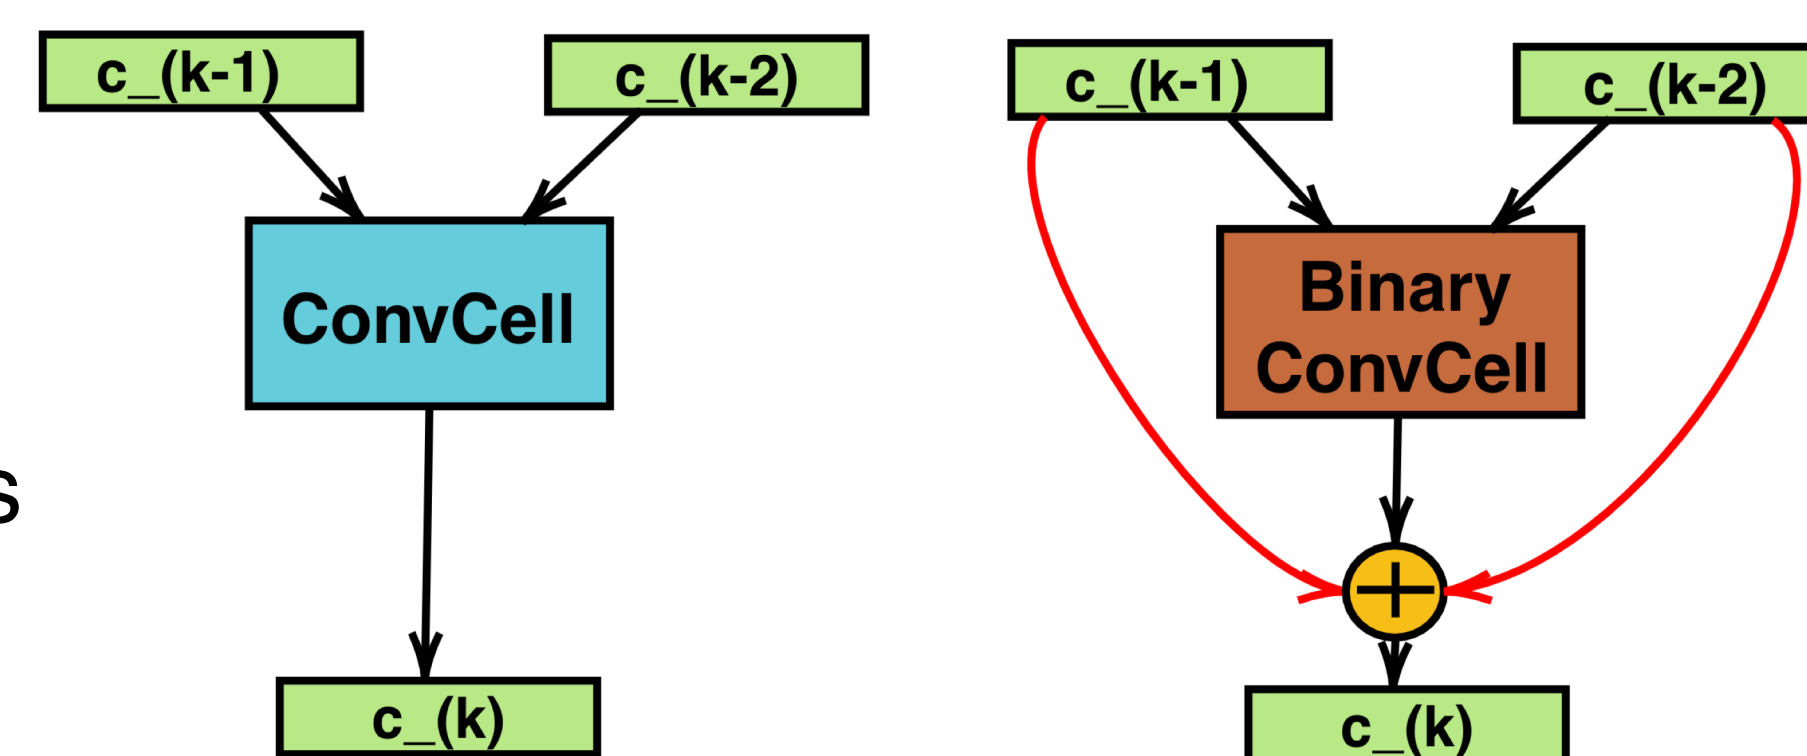 c_(k-1)
c_(k-2)
ConvCell
c_(k)
s
c_(k-1)
c_(k-2)
Binary
ConvCell
c_(k)